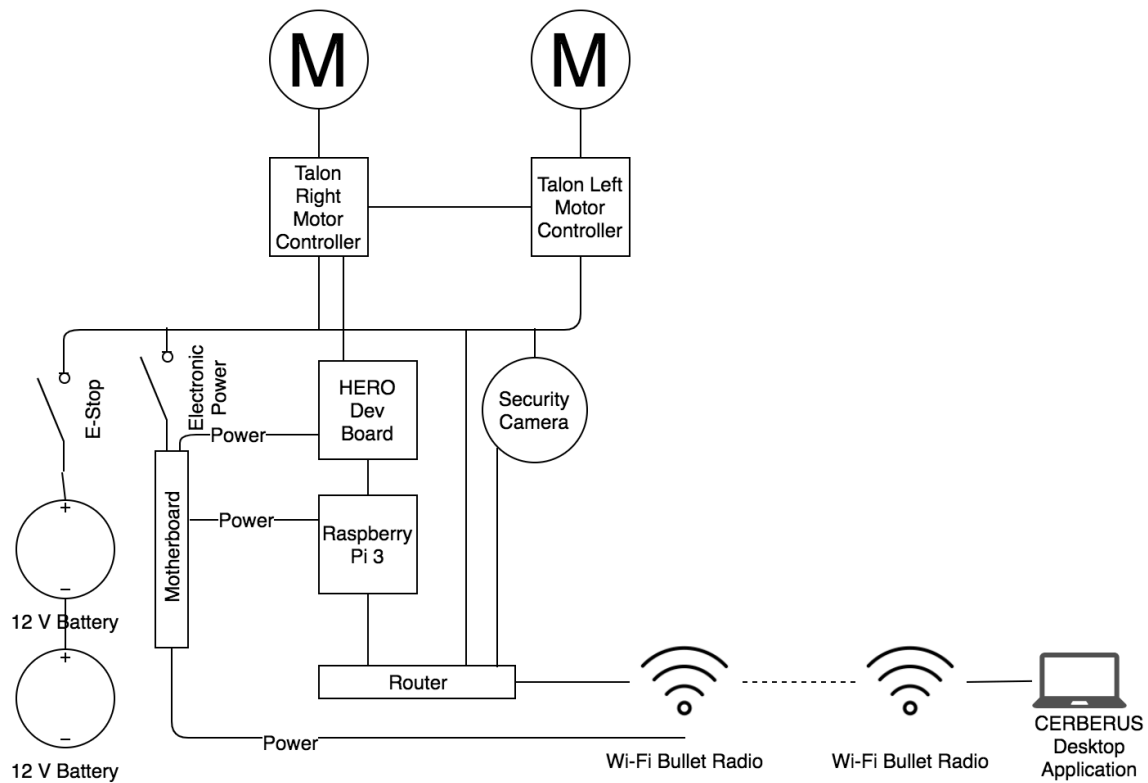 M
M
Talon
Right
Motor
Controller
Talon Left
Motor
Controller
E-Stop
Electronic
Power
HERO
Dev
Board
Security
Camera
Power
Motherboard
Power
Raspberry
Pi 3
+
−
12 V Battery
+
−
12 V Battery
Router
Power
Wi-Fi Bullet Radio
Wi-Fi Bullet Radio
CERBERUS
Desktop
Application